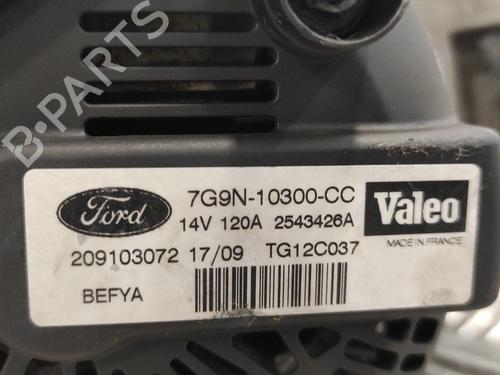 B-PARTS
Ford
7G9N-10300-CC
14V 120A 2543426A
Valeo
MADE IN FRANCE
209103072 17/09 TG12C037
BEFYA